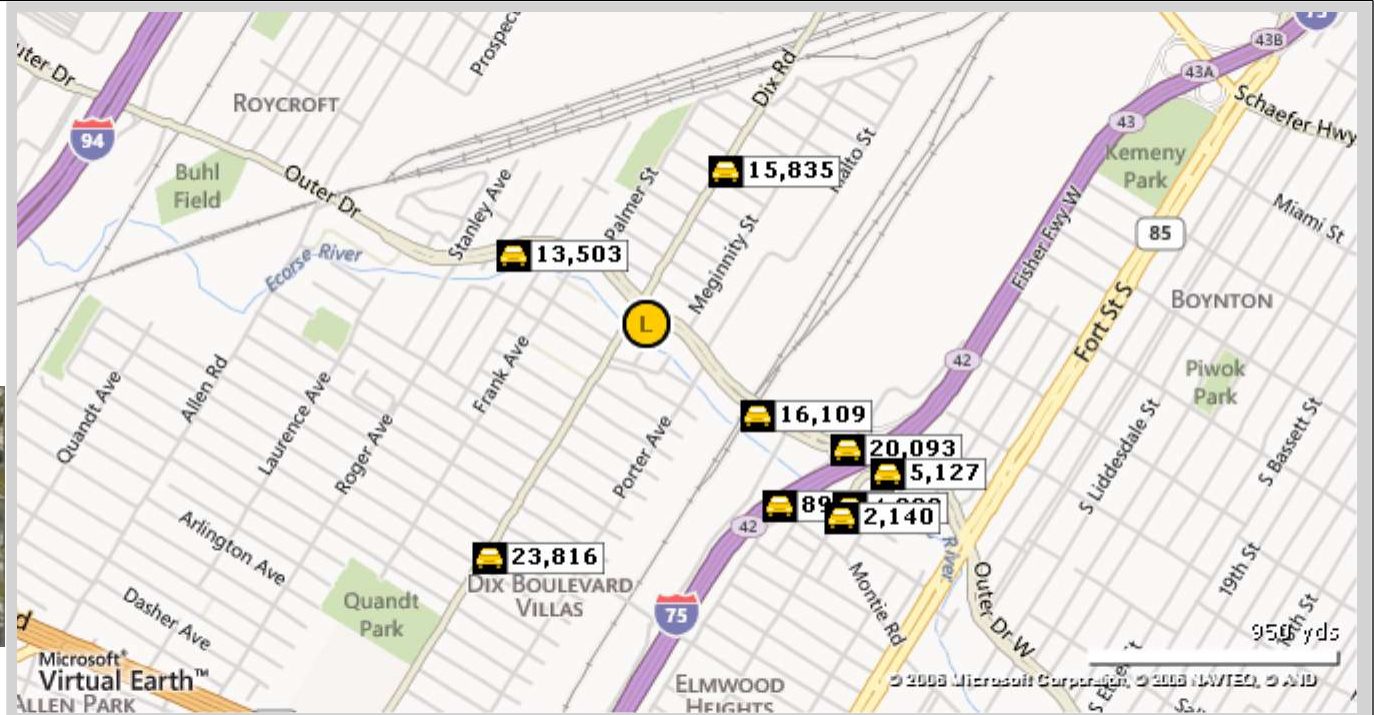 75
43B
43A
Outer Dr
Prospect
Dix Rd
ROYCROFT
94
43
Schaefer Hwy
Kemeny
Park
Buhl
Field
Outer Dr
15,835
Malto St
Stanley Ave
Palmer St
Fisher Fwy W
Miami St
85
13,503
Ecorse River
Meginnity St
BOYNTON
L
Fort St S
42
Piwok
Park
Quandt Ave
Allen Rd
Laurence Ave
Frank Ave
Roger Ave
16,109
S Liddesdale St
S Bassett St
20,093
5,127
Porter Ave
89
2,140
42
River
Arlington Ave
23,816
DIX BOULEVARD
VILLAS
19th St
Montie Rd
Outer Dr W
Quandt
Park
75
Dasher Ave
950 yds
Microsoft®
Virtual Earth™
ALLEN PARK
ELMWOOD
HEIGHTS
© 2006 Microsoft Corporation, © 2006 NAVTEQ, © AND